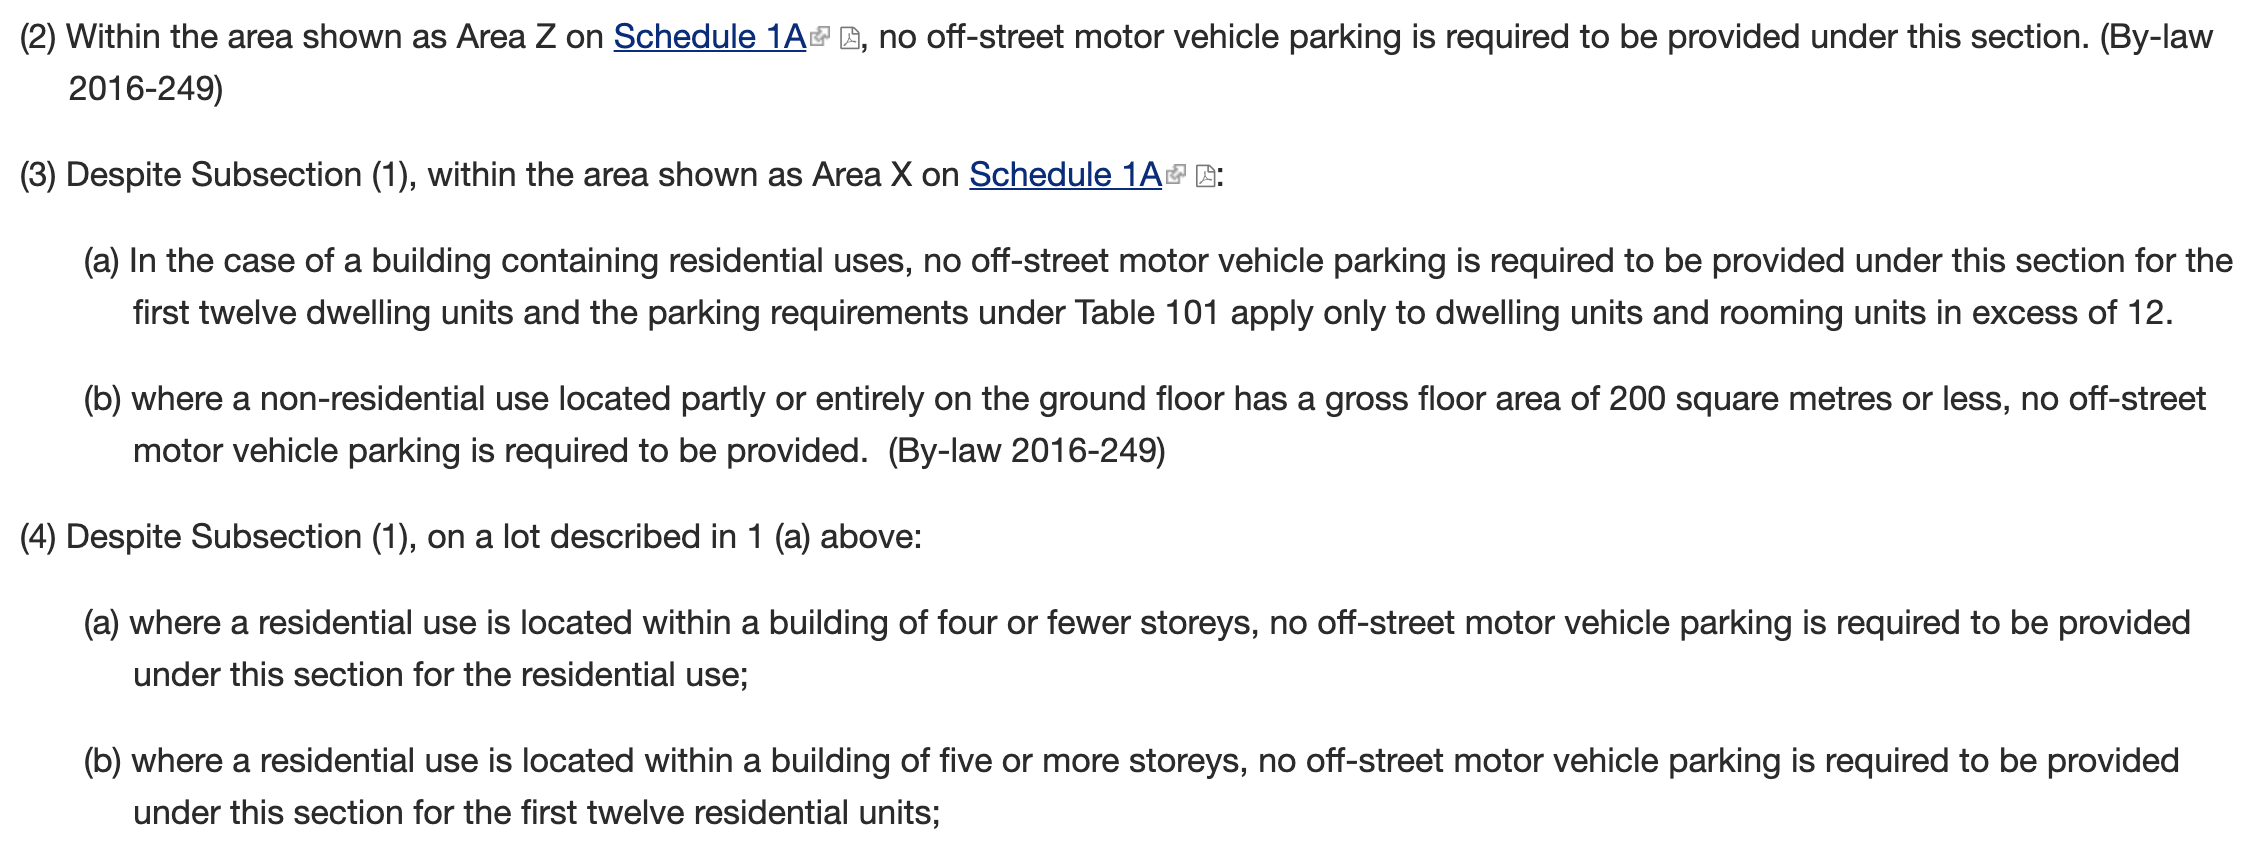 (2) Within the area shown as Area Z on Schedule 1A, no off-street motor vehicle parking is required to be provided under this section. (By-law
2016-249)
(3) Despite Subsection (1), within the area shown as Area X on Schedule 1A:
(a) In the case of a building containing residential uses, no off-street motor vehicle parking is required to be provided under this section for the
first twelve dwelling units and the parking requirements under Table 101 apply only to dwelling units and rooming units in excess of 12.
(b) where a non-residential use located partly or entirely on the ground floor has a gross floor area of 200 square metres or less, no off-street
motor vehicle parking is required to be provided.  (By-law 2016-249)
(4) Despite Subsection (1), on a lot described in 1 (a) above:
(a) where a residential use is located within a building of four or fewer storeys, no off-street motor vehicle parking is required to be provided
under this section for the residential use;
(b) where a residential use is located within a building of five or more storeys, no off-street motor vehicle parking is required to be provided
under this section for the first twelve residential units;